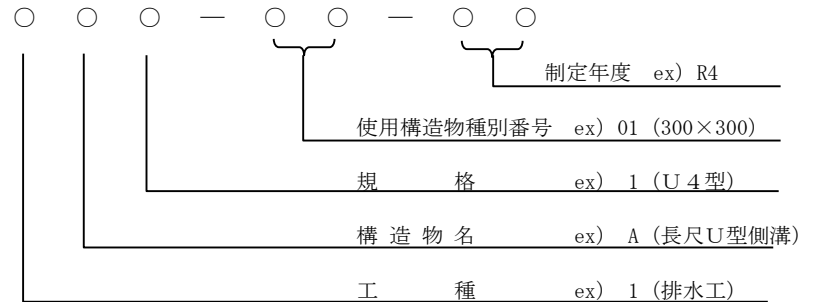 ○ ○ ○ ― ○ ○ ― ○ ○
制定年度 ex) R4
使用構造物種別番号 ex) 01 (300×300)
規 格 ex) 1 (U4型)
構 造 物 名 ex) A (長尺U型側溝)
工 種 ex) 1 (排水工)